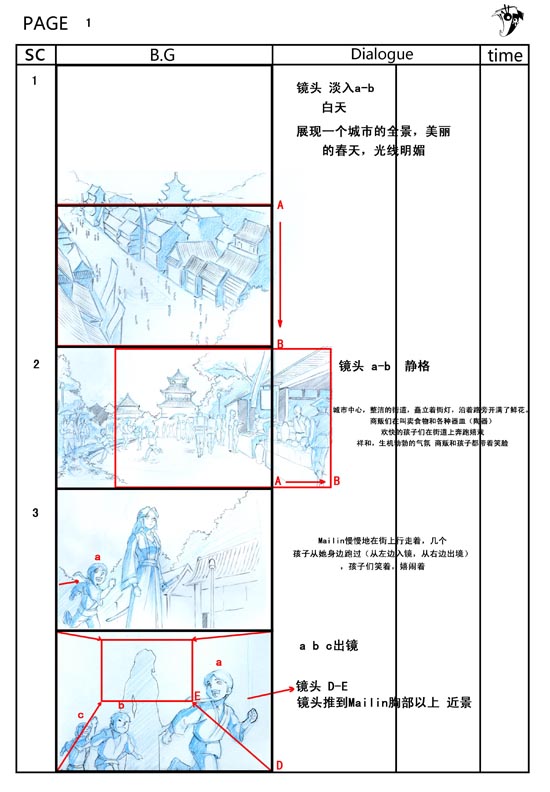 PAGE 1
SC B.G Dialogue time
1
镜头 淡入a-b
白天
展现一个城市的全景，美丽
的春天，光线明媚
A
B
2
镜头 a-b 静格
城市中心，整洁的街道，矗立着街灯，沿着路旁开满了鲜花，
商贩们在叫卖食物和各种器皿（陶器）
欢快的孩子们在街道上奔跑嬉戏
祥和，生机勃勃的气氛 商贩和孩子都带着笑脸
A B
3
Mailin慢慢地在街上行走着，几个
孩子从她身边跑过（从左边入镜，从右边出境）
，孩子们笑着，嬉闹着
a
a b c出镜
a
镜头 D-E
E
镜头推到Mailin胸部以上 近景
b
c
D